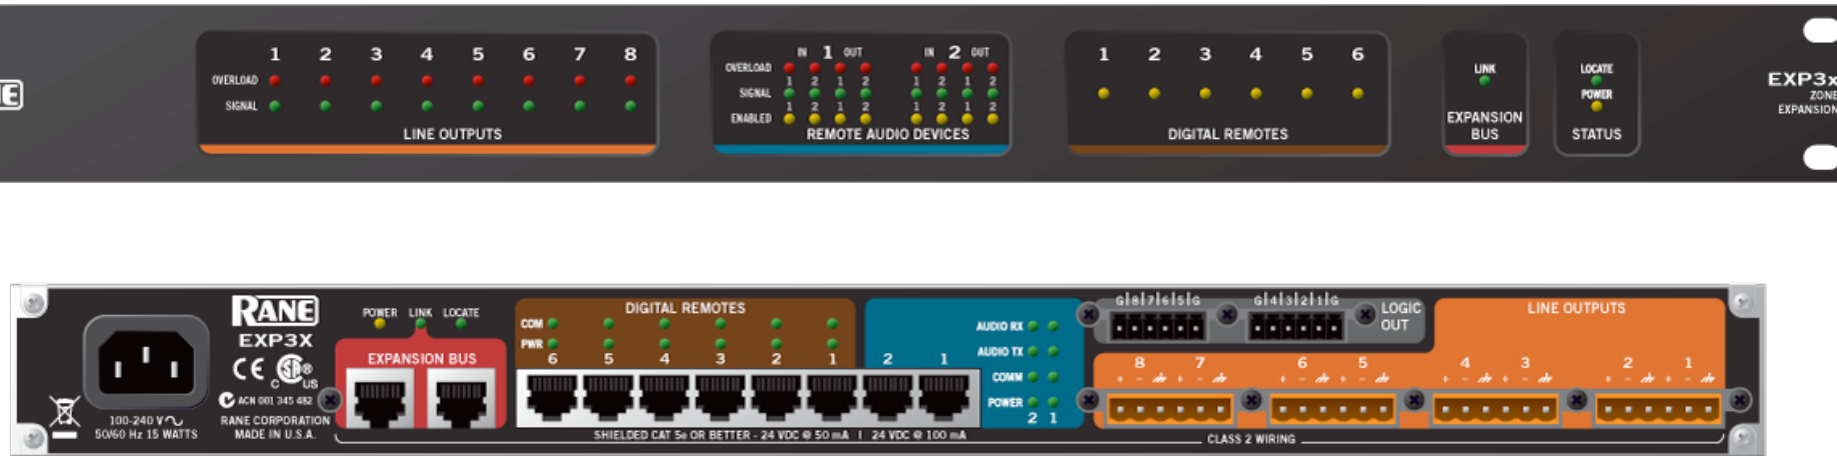 1 2 3 4 5 6 7 8
OVERLOAD
SIGNAL
LINE OUTPUTS
IN 1 OUT IN 2 OUT
OVERLOAD
1 2 1 2 1 2 1 2
SIGNAL
1 2 1 2 1 2 1 2
ENABLED
REMOTE AUDIO DEVICES
1 2 3 4 5 6
DIGITAL REMOTES
LINK
EXPANSION
BUS
LOCATE
POWER
STATUS
EXP3x
ZONE
EXPANSION
100-240 V
50/60 Hz 15 WATTS
RANE
EXP3X
CE C SA ® US
ACN 001 345 482
RANE CORPORATION
MADE IN U.S.A.
POWER LINK LOCATE
EXPANSION BUS
DIGITAL REMOTES
COM
PWR
6 5 4 3 2 1 2 1
AUDIO RX
AUDIO TX
COMM
POWER
2 1
SHIELDED CAT 5e OR BETTER - 24 VDC @ 50 mA | 24 VDC @ 100 mA
G|8|7|6|5|G G|4|3|2|1|G
LOGIC
OUT
LINE OUTPUTS
8 7 6 5 4 3 2 1
+ - + - + - + - + - + - + - + -
CLASS 2 WIRING